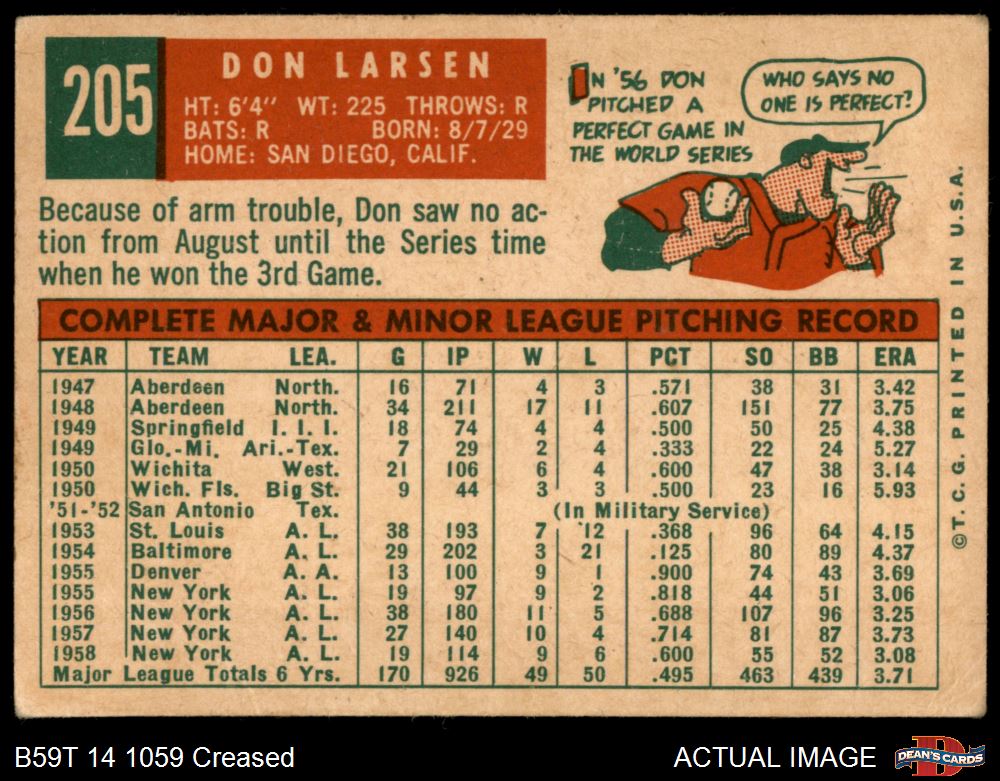 205
DON LARSEN
HT: 6'4" WT: 225 THROWS: R
BATS: R BORN: 8/7/29
HOME: SAN DIEGO, CALIF.
IN '56 DON
PITCHED A
PERFECT GAME IN
THE WORLD SERIES
WHO SAYS NO
ONE IS PERFECT?
Because of arm trouble, Don saw no ac-
tion from August until the Series time
when he won the 3rd Game.
COMPLETE MAJOR & MINOR LEAGUE PITCHING RECORD
YEAR TEAM LEA. G IP W L PCT SO BB ERA
1947 Aberdeen North. 16 71 4 3 .571 38 31 3.42
1948 Aberdeen North. 34 211 17 11 .607 151 77 3.75
1949 Springfield I. I. I. 18 74 4 4 .500 50 25 4.38
1949 Glo.-Mi. Ari.-Tex. 7 29 2 4 .333 22 24 5.27
1950 Wichita West. 21 106 6 4 .600 47 38 3.14
1950 Wich. Fls. Big St. 9 44 3 3 .500 23 16 5.93
'51-'52 San Antonio Tex. (In Military Service)
1953 St. Louis A. L. 38 193 7 12 .368 96 64 4.15
1954 Baltimore A. L. 29 202 3 21 .125 80 89 4.37
1955 Denver A. A. 13 100 9 1 .900 74 43 3.69
1955 New York A. L. 19 97 9 2 .818 44 51 3.06
1956 New York A. L. 38 180 11 5 .688 107 96 3.25
1957 New York A. L. 27 140 10 4 .714 81 87 3.73
1958 New York A. L. 19 114 9 6 .600 55 52 3.08
Major League Totals 6 Yrs. 170 926 49 50 .495 463 439 3.71
©T. C. G. PRINTED IN U.S.A.
B59T 14 1059 Creased
ACTUAL IMAGE
D
DEAN'S CARDS